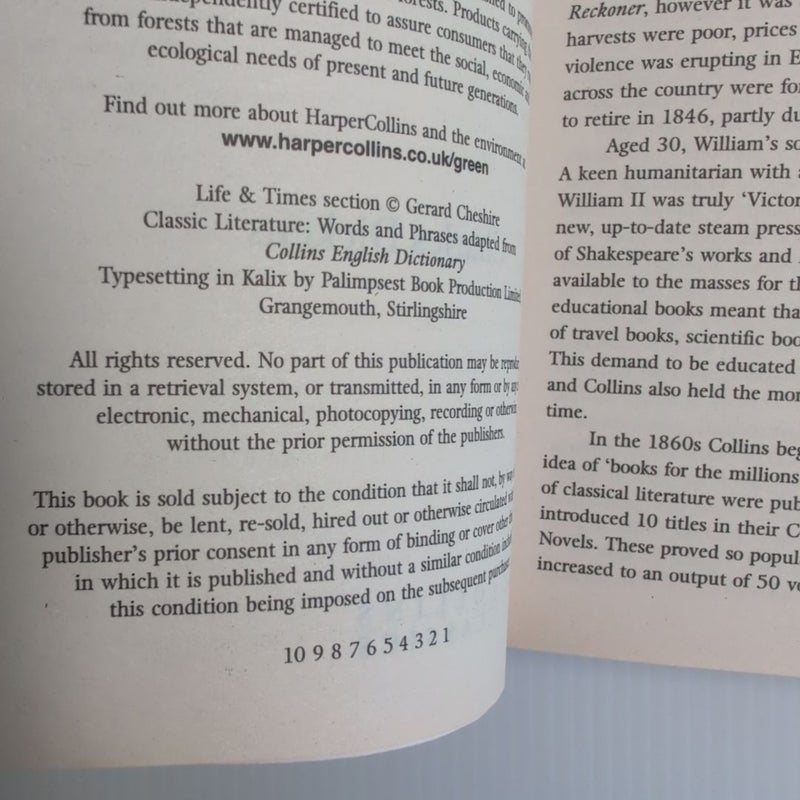 certified to assure consumers that they
from forests that are managed to meet the social, economic
ecological needs of present and future generations.
Find out more about HarperCollins and the environment
www.harpercollins.co.uk/green
Life & Times section © Gerard Cheshire
Classic Literature: Words and Phrases adapted from
Collins English Dictionary
Typesetting in Kalix by Palimpsest Book Production Limited
Grangemouth, Stirlingshire
All rights reserved. No part of this publication may be
stored in a retrieval system, or transmitted, in any form or by any
electronic, mechanical, photocopying, recording or
without the prior permission of the publishers.
This book is sold subject to the condition that it shall not, by
or otherwise, be lent, re-sold, hired out or otherwise circulated
publisher's prior consent in any form of binding or cover other
in which it is published and without a similar condition
this condition being imposed on the subsequent
10 9 8 7 6 5 4 3 2 1
Reckoner, however it was
harvests were poor, prices
violence was erupting in
across the country were
to retire in 1846, partly
Aged 30, William's
A keen humanitarian with
William II was truly 'Victor
new, up-to-date steam press
of Shakespeare's works and
available to the masses for
educational books meant tha
of travel books, scientific boo
This demand to be educated
and Collins also held the
time.
In the 1860s Collins
idea of 'books for the millions
of classical literature were pub
introduced 10 titles in their
Novels. These proved so popul
increased to an output of 50